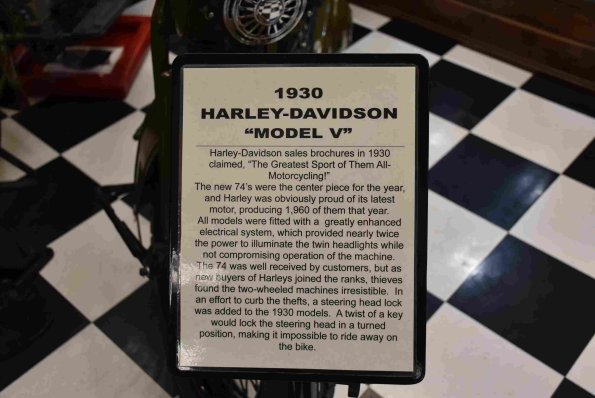 1930
HARLEY-DAVIDSON
“MODEL V”
Harley-Davidson sales brochures in 1930
claimed, “The Greatest Sport of Them All-
Motorcycling!”
The new 74’s were the center piece for the year,
and Harley was obviously proud of its latest
motor, producing 1,960 of them that year.
All models were fitted with a greatly enhanced
electrical system, which provided nearly twice
the power to illuminate the twin headlights while
not compromising operation of the machine.
The 74 was well received by customers, but as
new buyers of Harleys joined the ranks, thieves
found the two-wheeled machines irresistible. In
an effort to curb the thefts, a steering head lock
was added to the 1930 models. A twist of a key
would lock the steering head in a turned
position, making it impossible to ride away on
the bike.